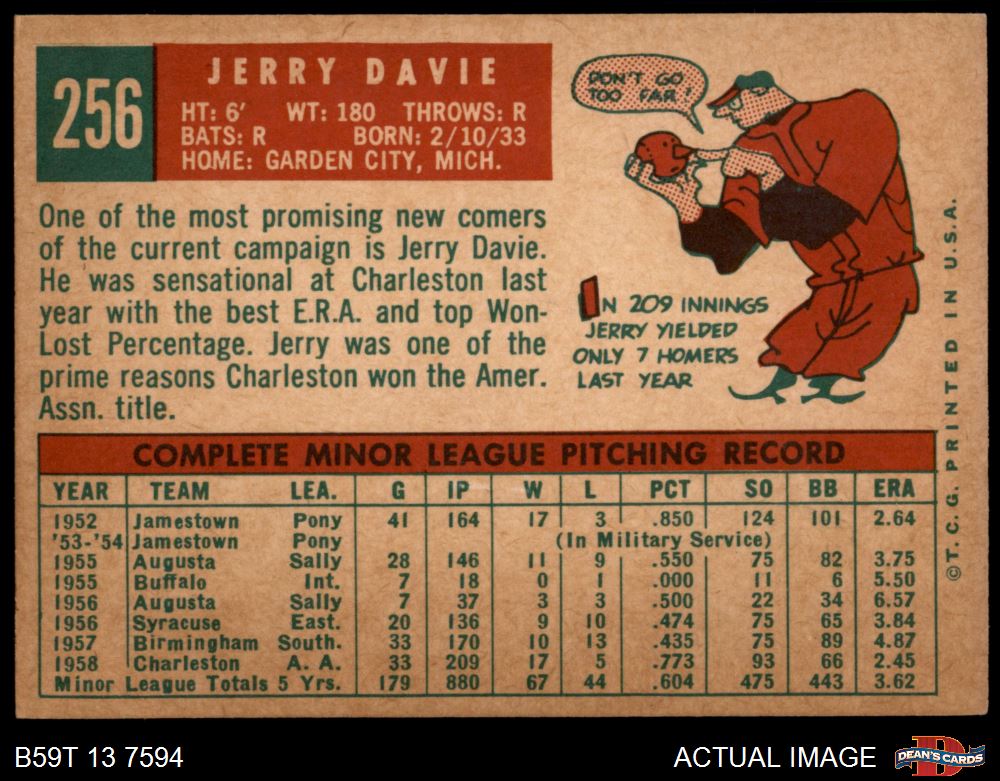 256
JERRY DAVIE
HT: 6' WT: 180 THROWS: R
BATS: R BORN: 2/10/33
HOME: GARDEN CITY, MICH.
DON'T GO
TOO FAR!
One of the most promising new comers
of the current campaign is Jerry Davie.
He was sensational at Charleston last
year with the best E.R.A. and top Won-
Lost Percentage. Jerry was one of the
prime reasons Charleston won the Amer.
Assn. title.
IN 209 INNINGS
JERRY YIELDED
ONLY 7 HOMERS
LAST YEAR
COMPLETE MINOR LEAGUE PITCHING RECORD
YEAR TEAM LEA. G IP W L PCT SO BB ERA
1952 Jamestown Pony 41 164 17 3 .850 124 101 2.64
'53-'54 Jamestown Pony (In Military Service)
1955 Augusta Sally 28 146 11 9 .550 75 82 3.75
1955 Buffalo Int. 7 18 0 1 .000 11 6 5.50
1956 Augusta Sally 7 37 3 3 .500 22 34 6.57
1956 Syracuse East. 20 136 9 10 .474 75 65 3.84
1957 Birmingham South. 33 170 10 13 .435 75 89 4.87
1958 Charleston A. A. 33 209 17 5 .773 93 66 2.45
Minor League Totals 5 Yrs. 179 880 67 44 .604 475 443 3.62
©T.C.G. PRINTED IN U.S.A.
B59T 13 7594
ACTUAL IMAGE
D
DEAN'S CARDS